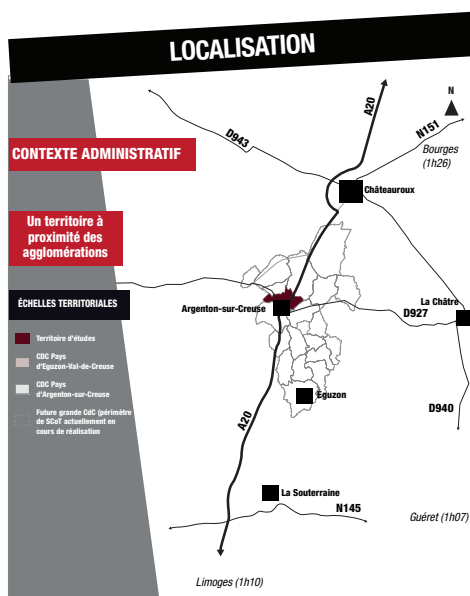 LOCALISATION
CONTEXTE ADMINISTRATIF
Un territoire à
proximité des
agglomérations
ÉCHELLES TERRITORIALES
Territoire d'études
CDC Pays
d'Eguzon-Val-de-Creuse
CDC Pays
d'Argenton-sur-Creuse
Future grande CdC (périmètre
de SCoT actuellement en
cours de réalisation
A20
N
D943
N151
Bourges
(1h26)
Châteauroux
Argenton-sur-Creuse
D927
La Châtre
Eguzon
D940
A20
La Souterraine
N145
Guéret (1h07)
Limoges (1h10)